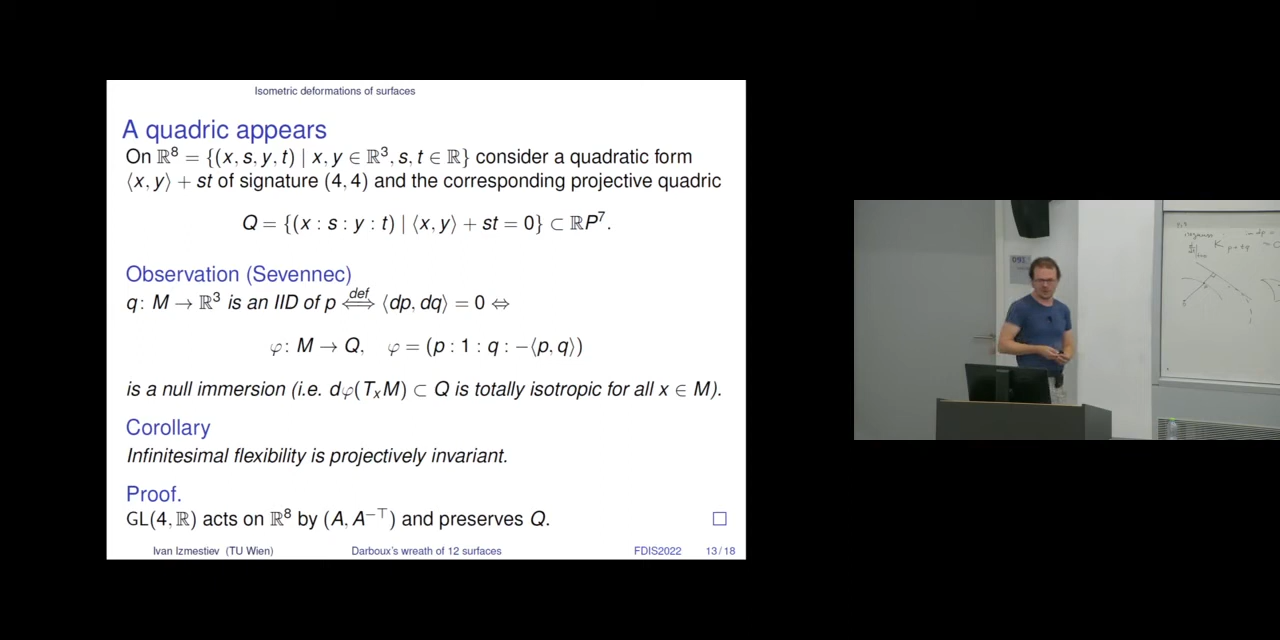 Isometric deformations of surfaces
A quadric appears
On ℝ⁸ = {(x, s, y, t) | x, y ∈ ℝ³, s, t ∈ ℝ} consider a quadratic form
⟨x, y⟩ + st of signature (4, 4) and the corresponding projective quadric
Q = {(x : s : y : t) | ⟨x, y⟩ + st = 0} ⊂ ℝP⁷.
Observation (Sevennec)
q: M → ℝ³ is an IID of p ⟺ᵈᵉᶠ ⟨dp, dq⟩ = 0 ⇔
φ: M → Q, φ = (p : 1 : q : −⟨p, q⟩)
is a null immersion (i.e. dφ(TₓM) ⊂ Q is totally isotropic for all x ∈ M).
Corollary
Infinitesimal flexibility is projectively invariant.
Proof.
GL(4, ℝ) acts on ℝ⁸ by (A, A^−⊤) and preserves Q. □
Ivan Izmestiev (TU Wien) Darboux's wreath of 12 surfaces FDIS2022 13 / 18
091